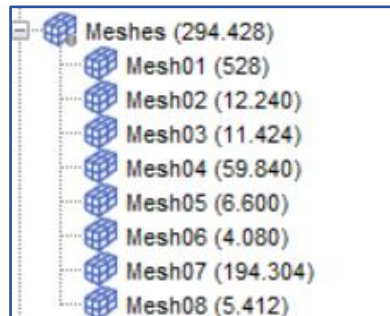 Meshes (294.428)
Mesh01 (528)
Mesh02 (12.240)
Mesh03 (11.424)
Mesh04 (59.840)
Mesh05 (6.600)
Mesh06 (4.080)
Mesh07 (194.304)
Mesh08 (5.412)